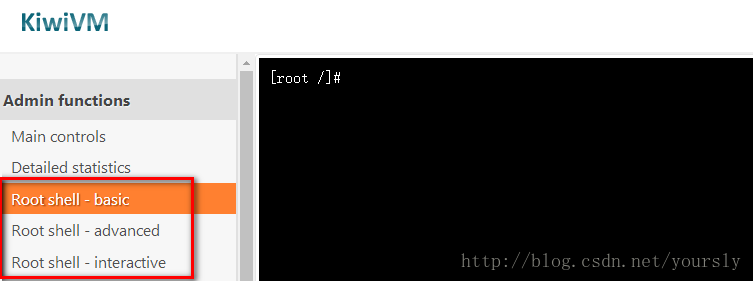 KiwiVM
Admin functions
Main controls
Detailed statistics
Root shell - basic
Root shell - advanced
Root shell - interactive
[root /]#
http://blog.csdn.net/yoursly